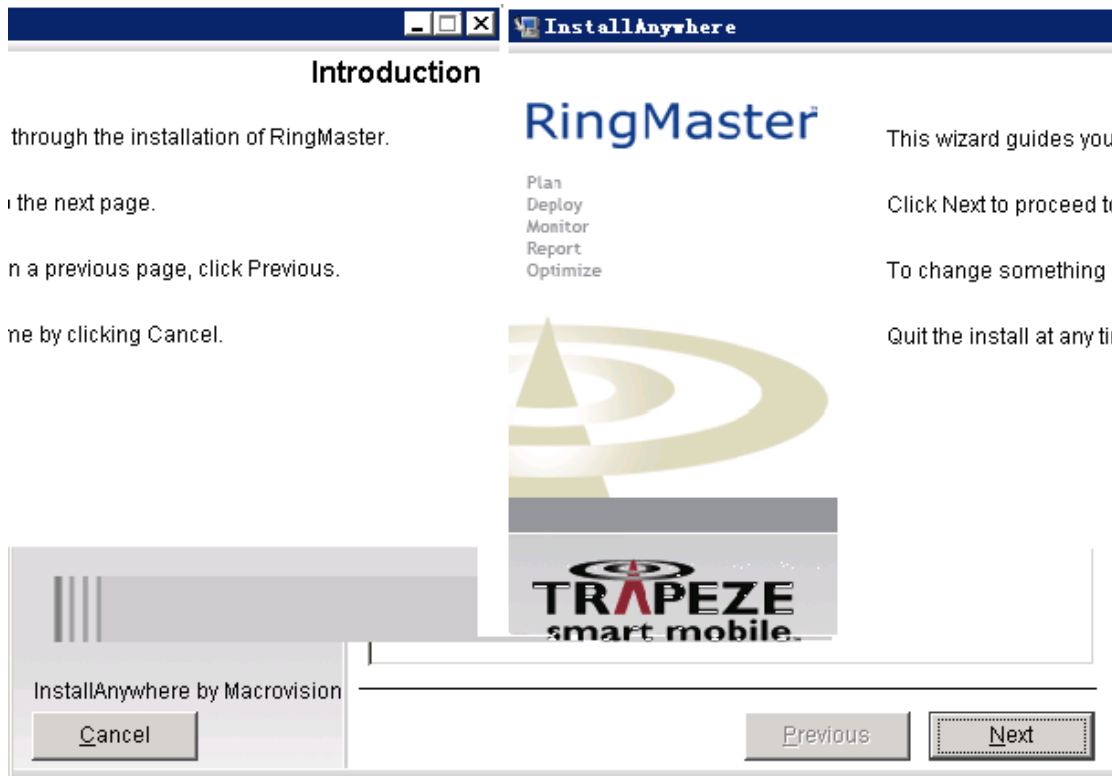 Introduction
through the installation of RingMaster.
the next page.
n a previous page, click Previous.
me by clicking Cancel.
InstallAnywhere
RingMaster
Plan
Deploy
Monitor
Report
Optimize
This wizard guides you
Click Next to proceed to
To change something
Quit the install at any ti
TRAPEZE
smart mobile.
InstallAnywhere by Macrovision
Cancel
Previous
Next